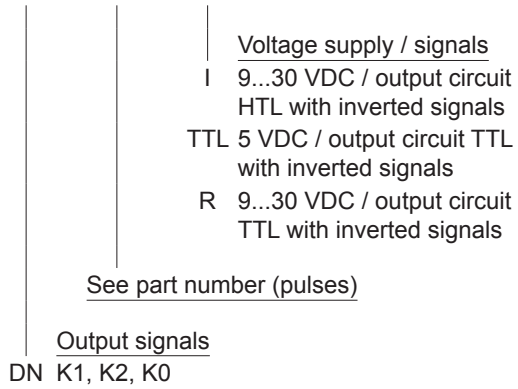 Voltage supply / signals
I 9...30 VDC / output circuit
HTL with inverted signals
TTL 5 VDC / output circuit TTL
with inverted signals
R 9...30 VDC / output circuit
TTL with inverted signals
See part number (pulses)
Output signals
DN K1, K2, K0